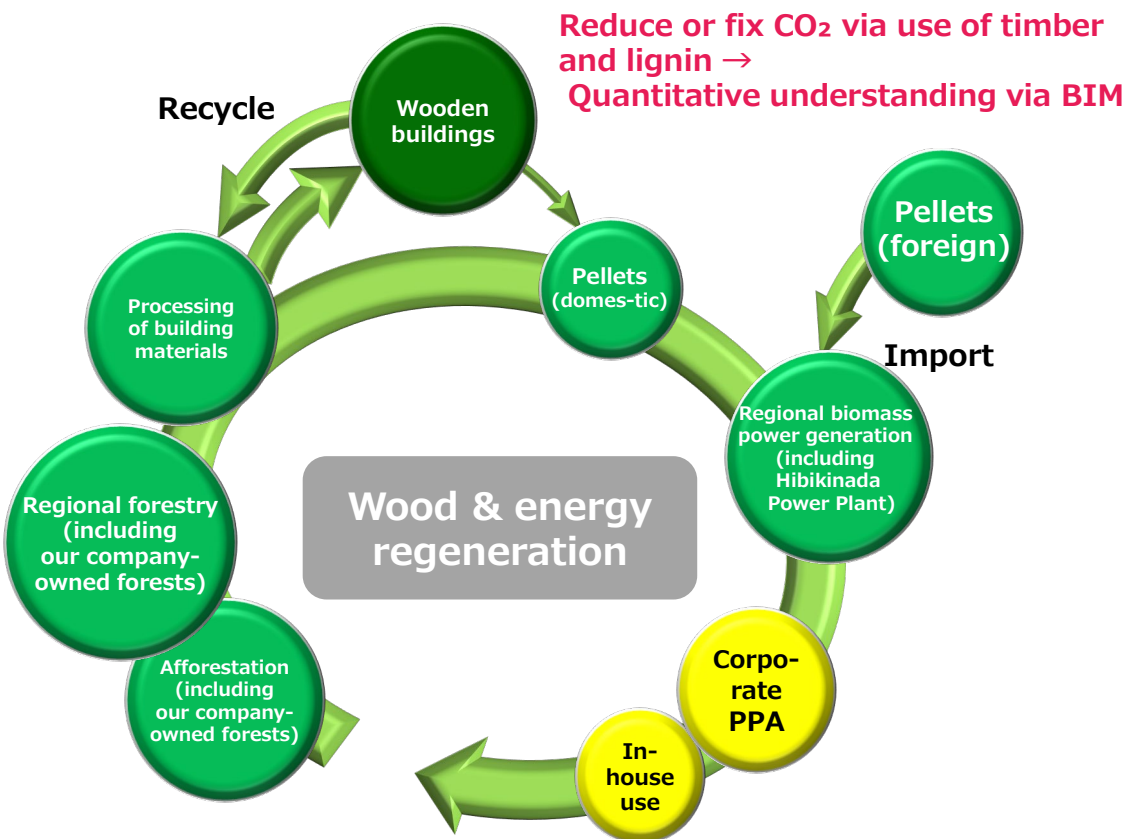 Reduce or fix CO₂ via use of timber
and lignin →
Quantitative understanding via BIM
Recycle
Wooden
buildings
Pellets
(foreign)
Pellets
(domes-tic)
Processing
of building
materials
Import
Regional biomass
power generation
(including
Hibikinada
Power Plant)
Wood & energy
regeneration
Regional forestry
(including
our company-
owned forests)
Afforestation
(including
our company-
owned forests)
Corpo-
rate
PPA
In-
house
use